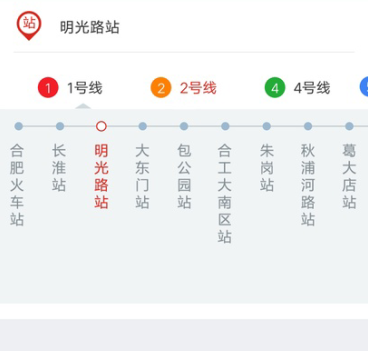 站 明光路站
1 1号线 2 2号线 4 4号线
合肥火车站
长淮站
明光路站
大东门站
包公园站
合工大南区站
朱岗站
秋浦河路站
葛大店站